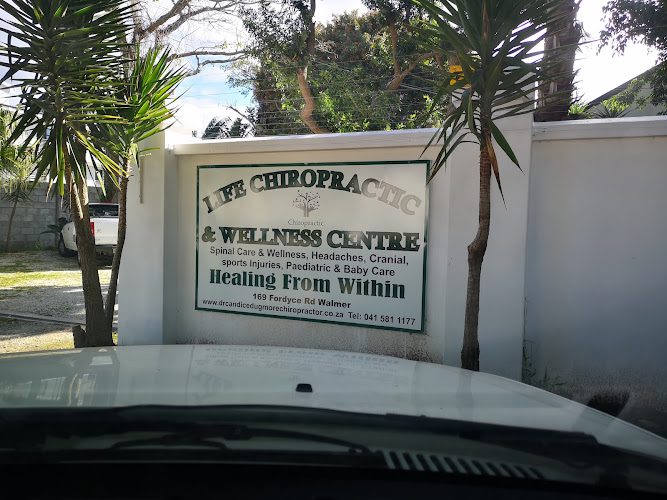 LIFE CHIROPRACTIC
Chiropractic
& WELLNESS CENTRE
Spinal Care & Wellness, Headaches, Cranial,
sports Injuries, Paediatric & Baby Care
Healing From Within
169 Fordyce Rd Walmer
www.drcandicedugmorechiropractor.co.za Tel: 041 581 1177